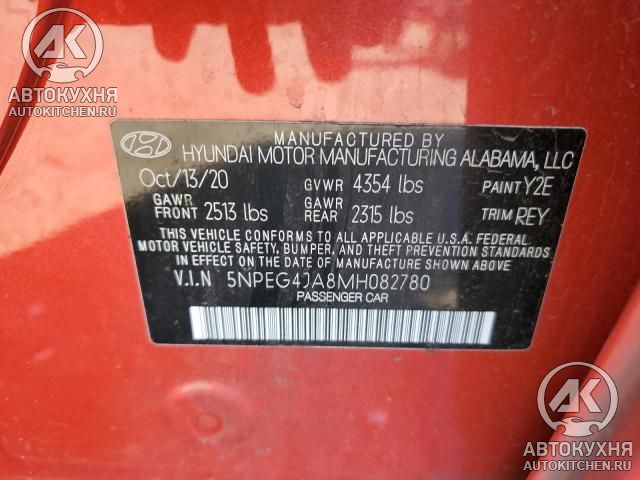 AK
АВТОКУХНЯ
AUTOKITCHEN.RU
MANUFACTURED BY
HYUNDAI MOTOR MANUFACTURING ALABAMA, LLC
Oct/13/20 GVWR 4354 lbs PAINT Y2E
GAWR FRONT 2513 lbs GAWR REAR 2315 lbs TRIM REY
THIS VEHICLE CONFORMS TO ALL APPLICABLE U.S.A. FEDERAL
MOTOR VEHICLE SAFETY, BUMPER, AND THEFT PREVENTION STANDARDS
IN EFFECT ON THE DATE OF MANUFACTURE SHOWN ABOVE.
V.I.N 5NPEG4JA8MH082780
PASSENGER CAR
AK
АВТОКУХНЯ
AUTOKITCHEN.RU